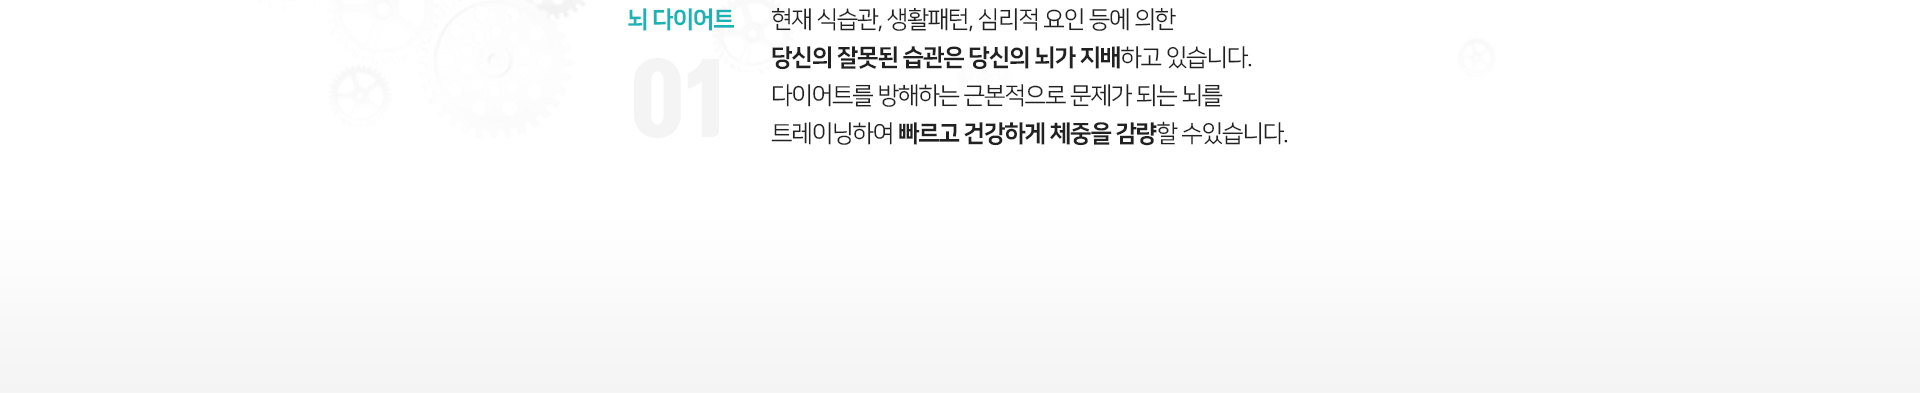 뇌 다이어트
01
현재 식습관, 생활패턴, 심리적 요인 등에 의한
당신의 잘못된 습관은 당신의 뇌가 지배하고 있습니다.
다이어트를 방해하는 근본적으로 문제가 되는 뇌를
트레이닝하여 빠르고 건강하게 체중을 감량할 수있습니다.